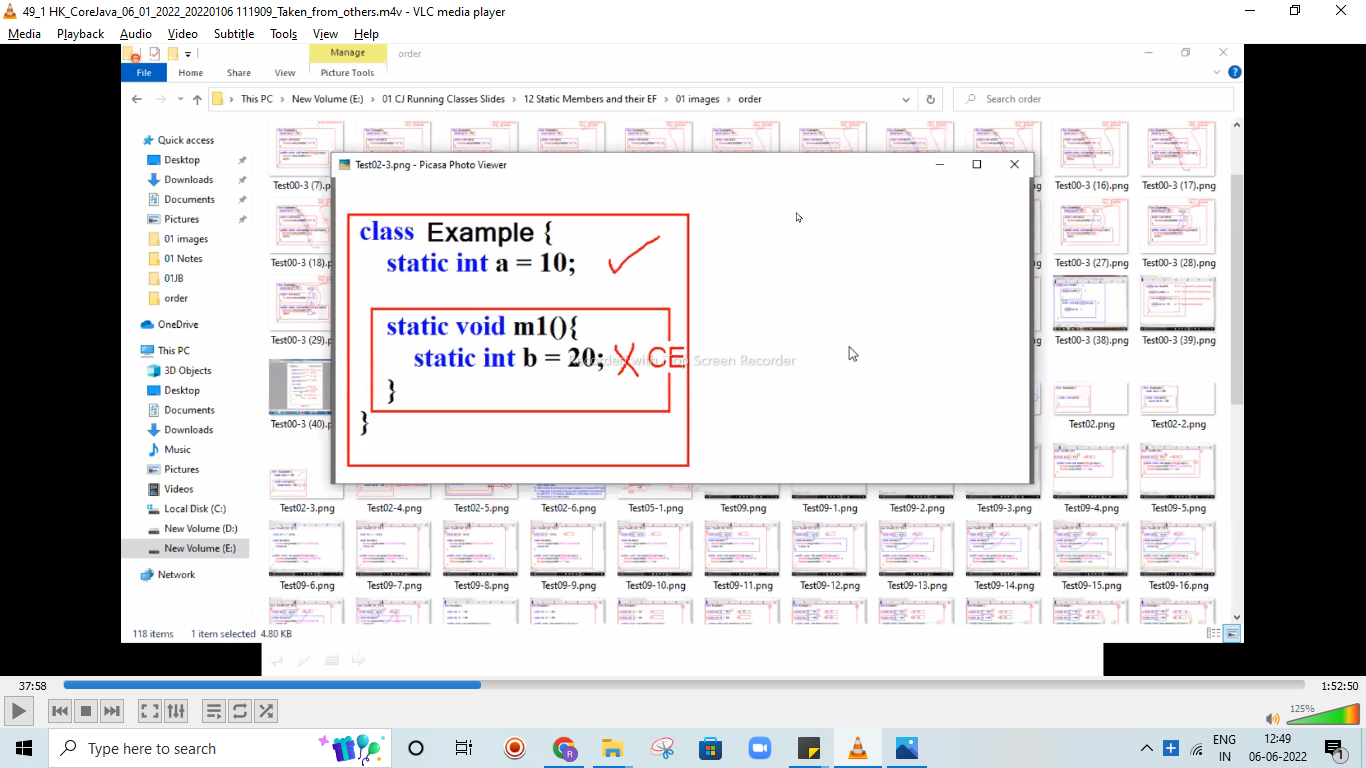 49_1 HK_CoreJava_06_01_2022_20220106 111909_Taken_from_others.m4v - VLC media player
Media Playback Audio Video Subtitle Tools View Help
Manage order
File Home Share View Picture Tools
This PC > New Volume (E:) > 01 CJ Running Classes Slides > 12 Static Members and their EF > 01 images > order
Search order
Quick access
Desktop
Downloads
Documents
Pictures
01 images
01 Notes
01JB
order
OneDrive
This PC
3D Objects
Desktop
Documents
Downloads
Music
Pictures
Videos
Local Disk (C:)
New Volume (D:)
New Volume (E:)
Network
Test00-3 (7).p
Test00-3 (16).png Test00-3 (17).png
Test00-3 (18).p
Test00-3 (27).png Test00-3 (28).png
Test00-3 (29).p
Test00-3 (38).png Test00-3 (39).png
Test00-3 (40).p
Test02.png Test02-2.png
Test02-3.png - Picasa Photo Viewer
class Example {
static int a = 10;
static void m1(){
static int b = 20; X CE
}
}
Screen Recorder
Test02-3.png Test02-4.png Test02-5.png Test02-6.png Test05-1.png Test09.png Test09-1.png Test09-2.png Test09-3.png Test09-4.png Test09-5.png
Test09-6.png Test09-7.png Test09-8.png Test09-9.png Test09-10.png Test09-11.png Test09-12.png Test09-13.png Test09-14.png Test09-15.png Test09-16.png
118 items 1 item selected 4.80 KB
37:58 1:52:50
125%
Type here to search
ENG
IN
12:49
06-06-2022
1